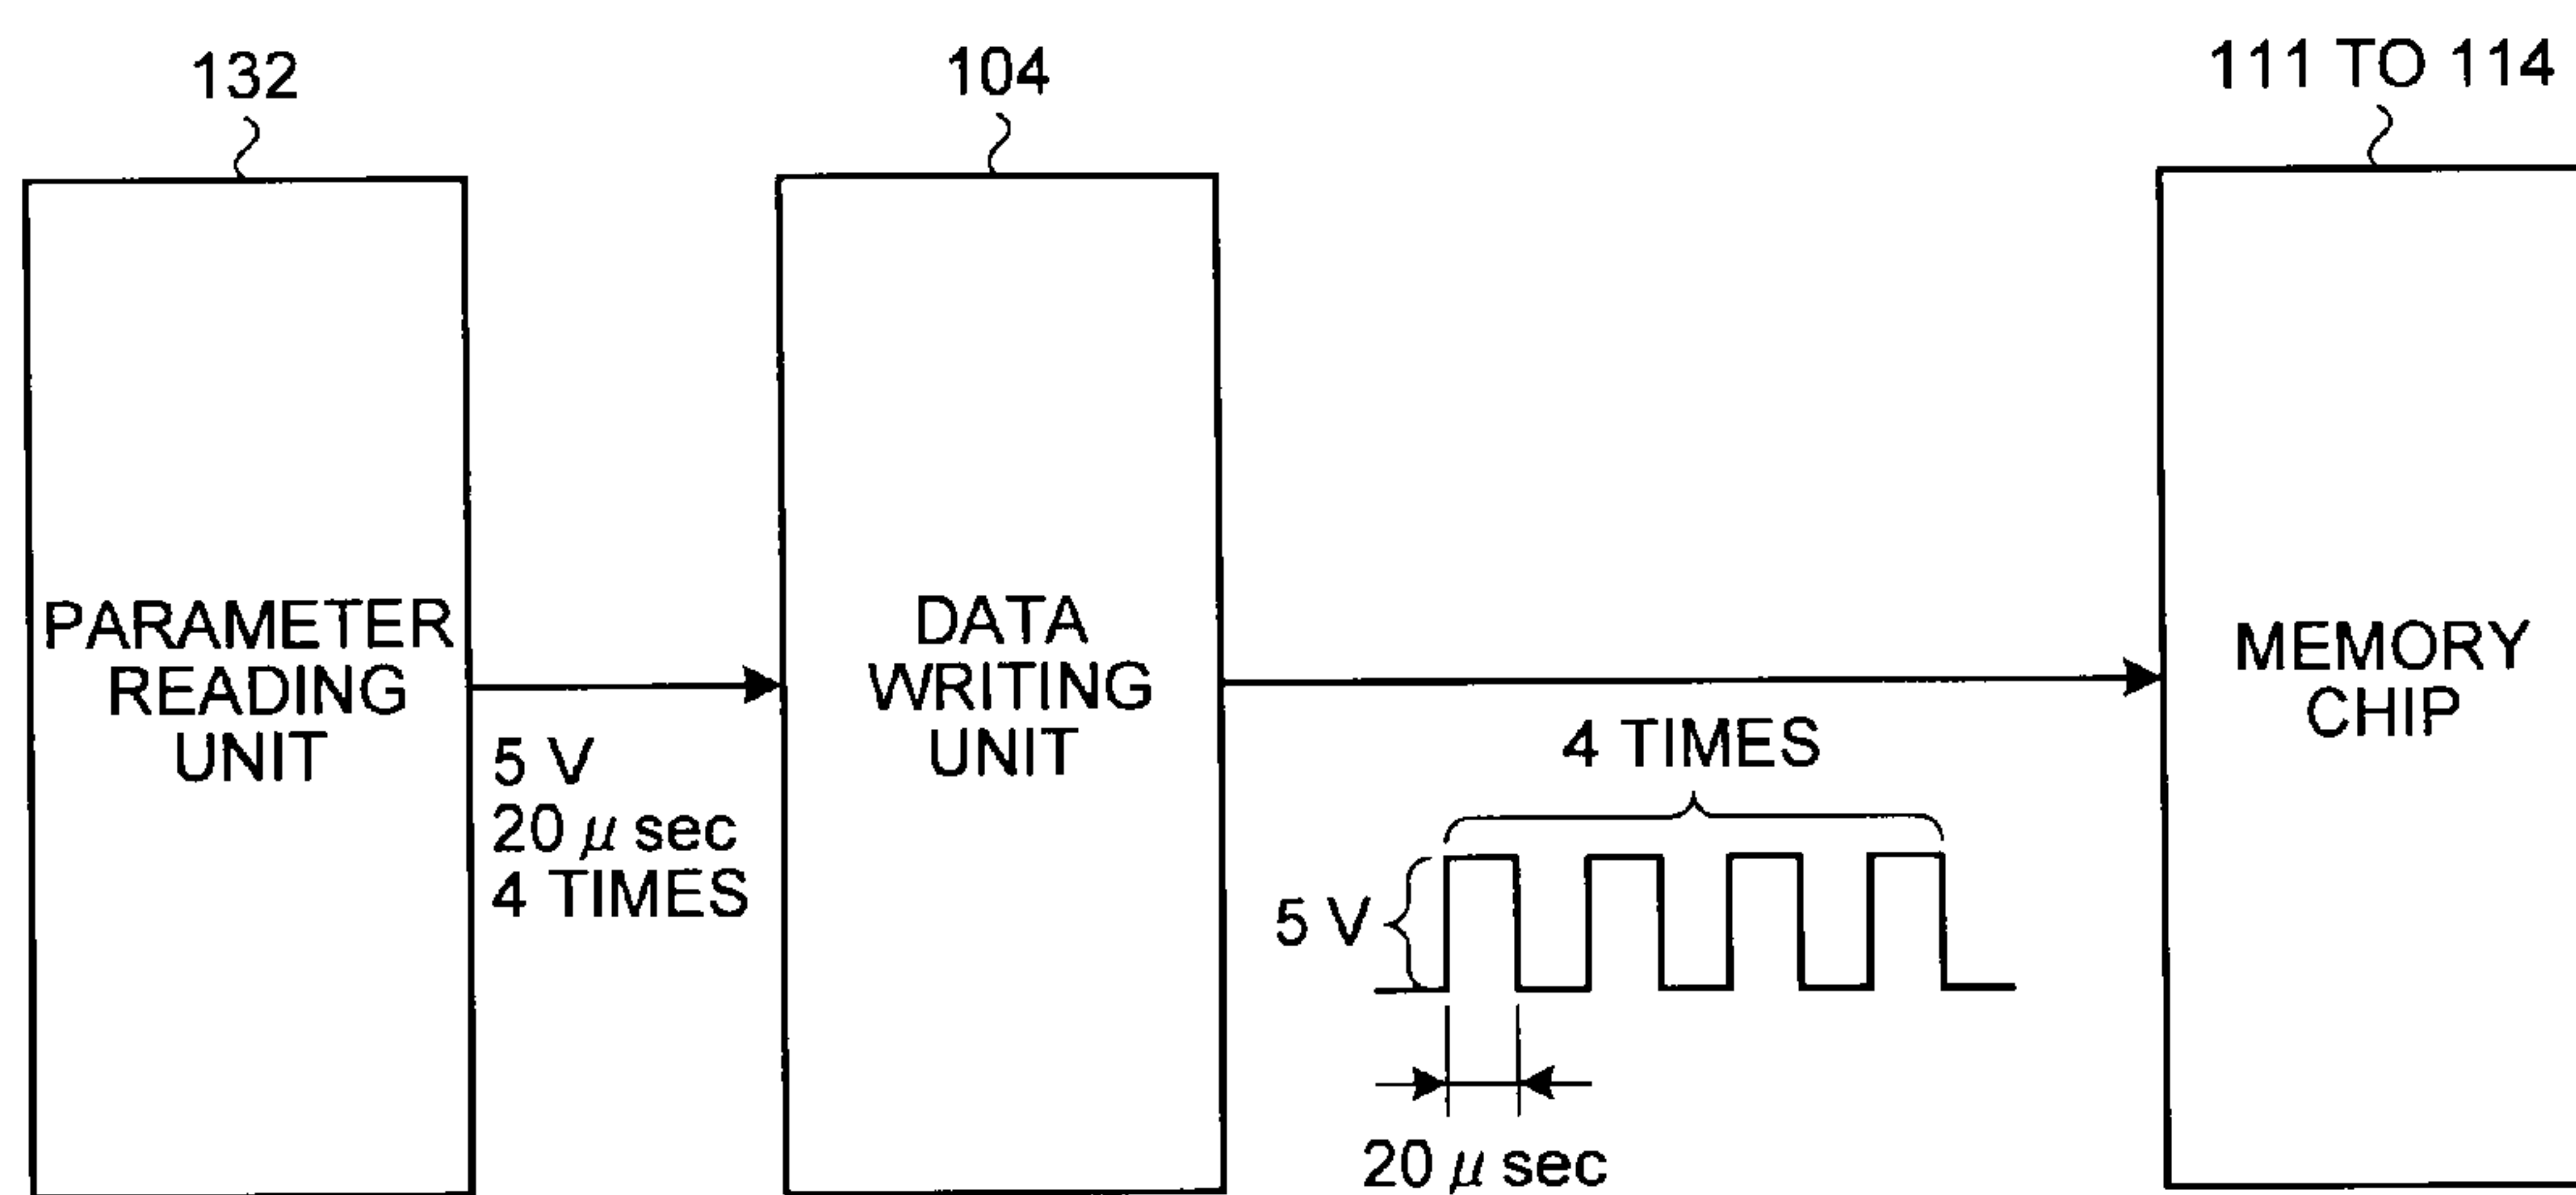 132
104
111 TO 114
PARAMETER
READING
UNIT
5 V
20 μ sec
4 TIMES
DATA
WRITING
UNIT
4 TIMES
5 V
20 μ sec
MEMORY
CHIP